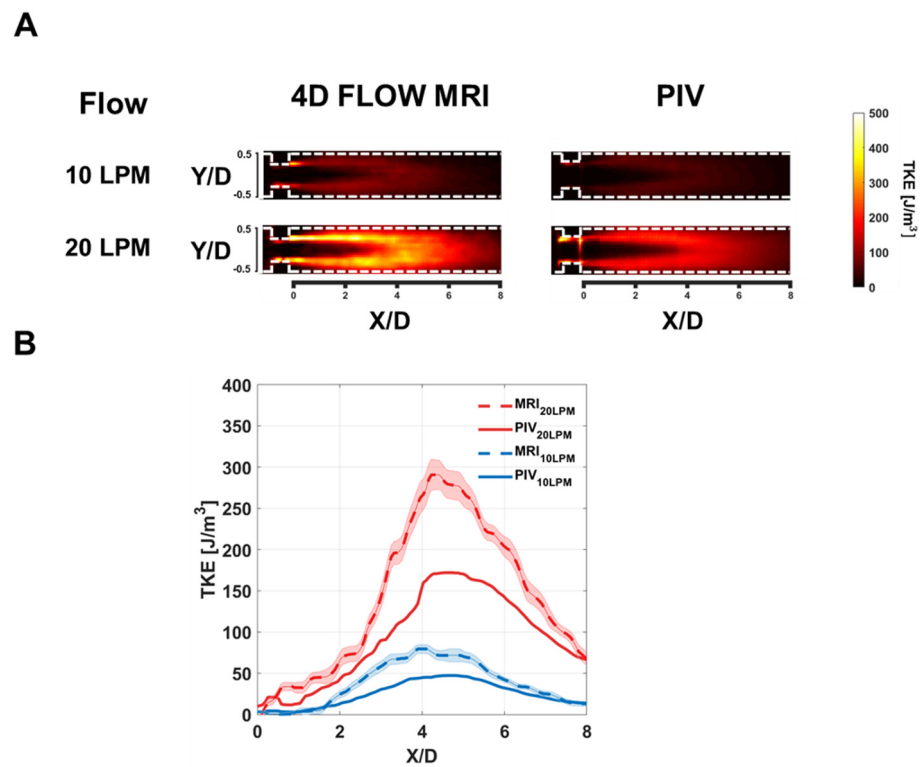 A
Flow
4D FLOW MRI
PIV
10 LPM
Y/D
0.5
-0.5
20 LPM
Y/D
0.5
-0.5
0 2 4 6 8
X/D
0 2 4 6 8
X/D
500
400
300
200
100
0
TKE [J/m³]
B
400
350
300
250
200
150
100
50
0
TKE [J/m³]
0 2 4 6 8
X/D
MRI20LPM
PIV20LPM
MRI10LPM
PIV10LPM